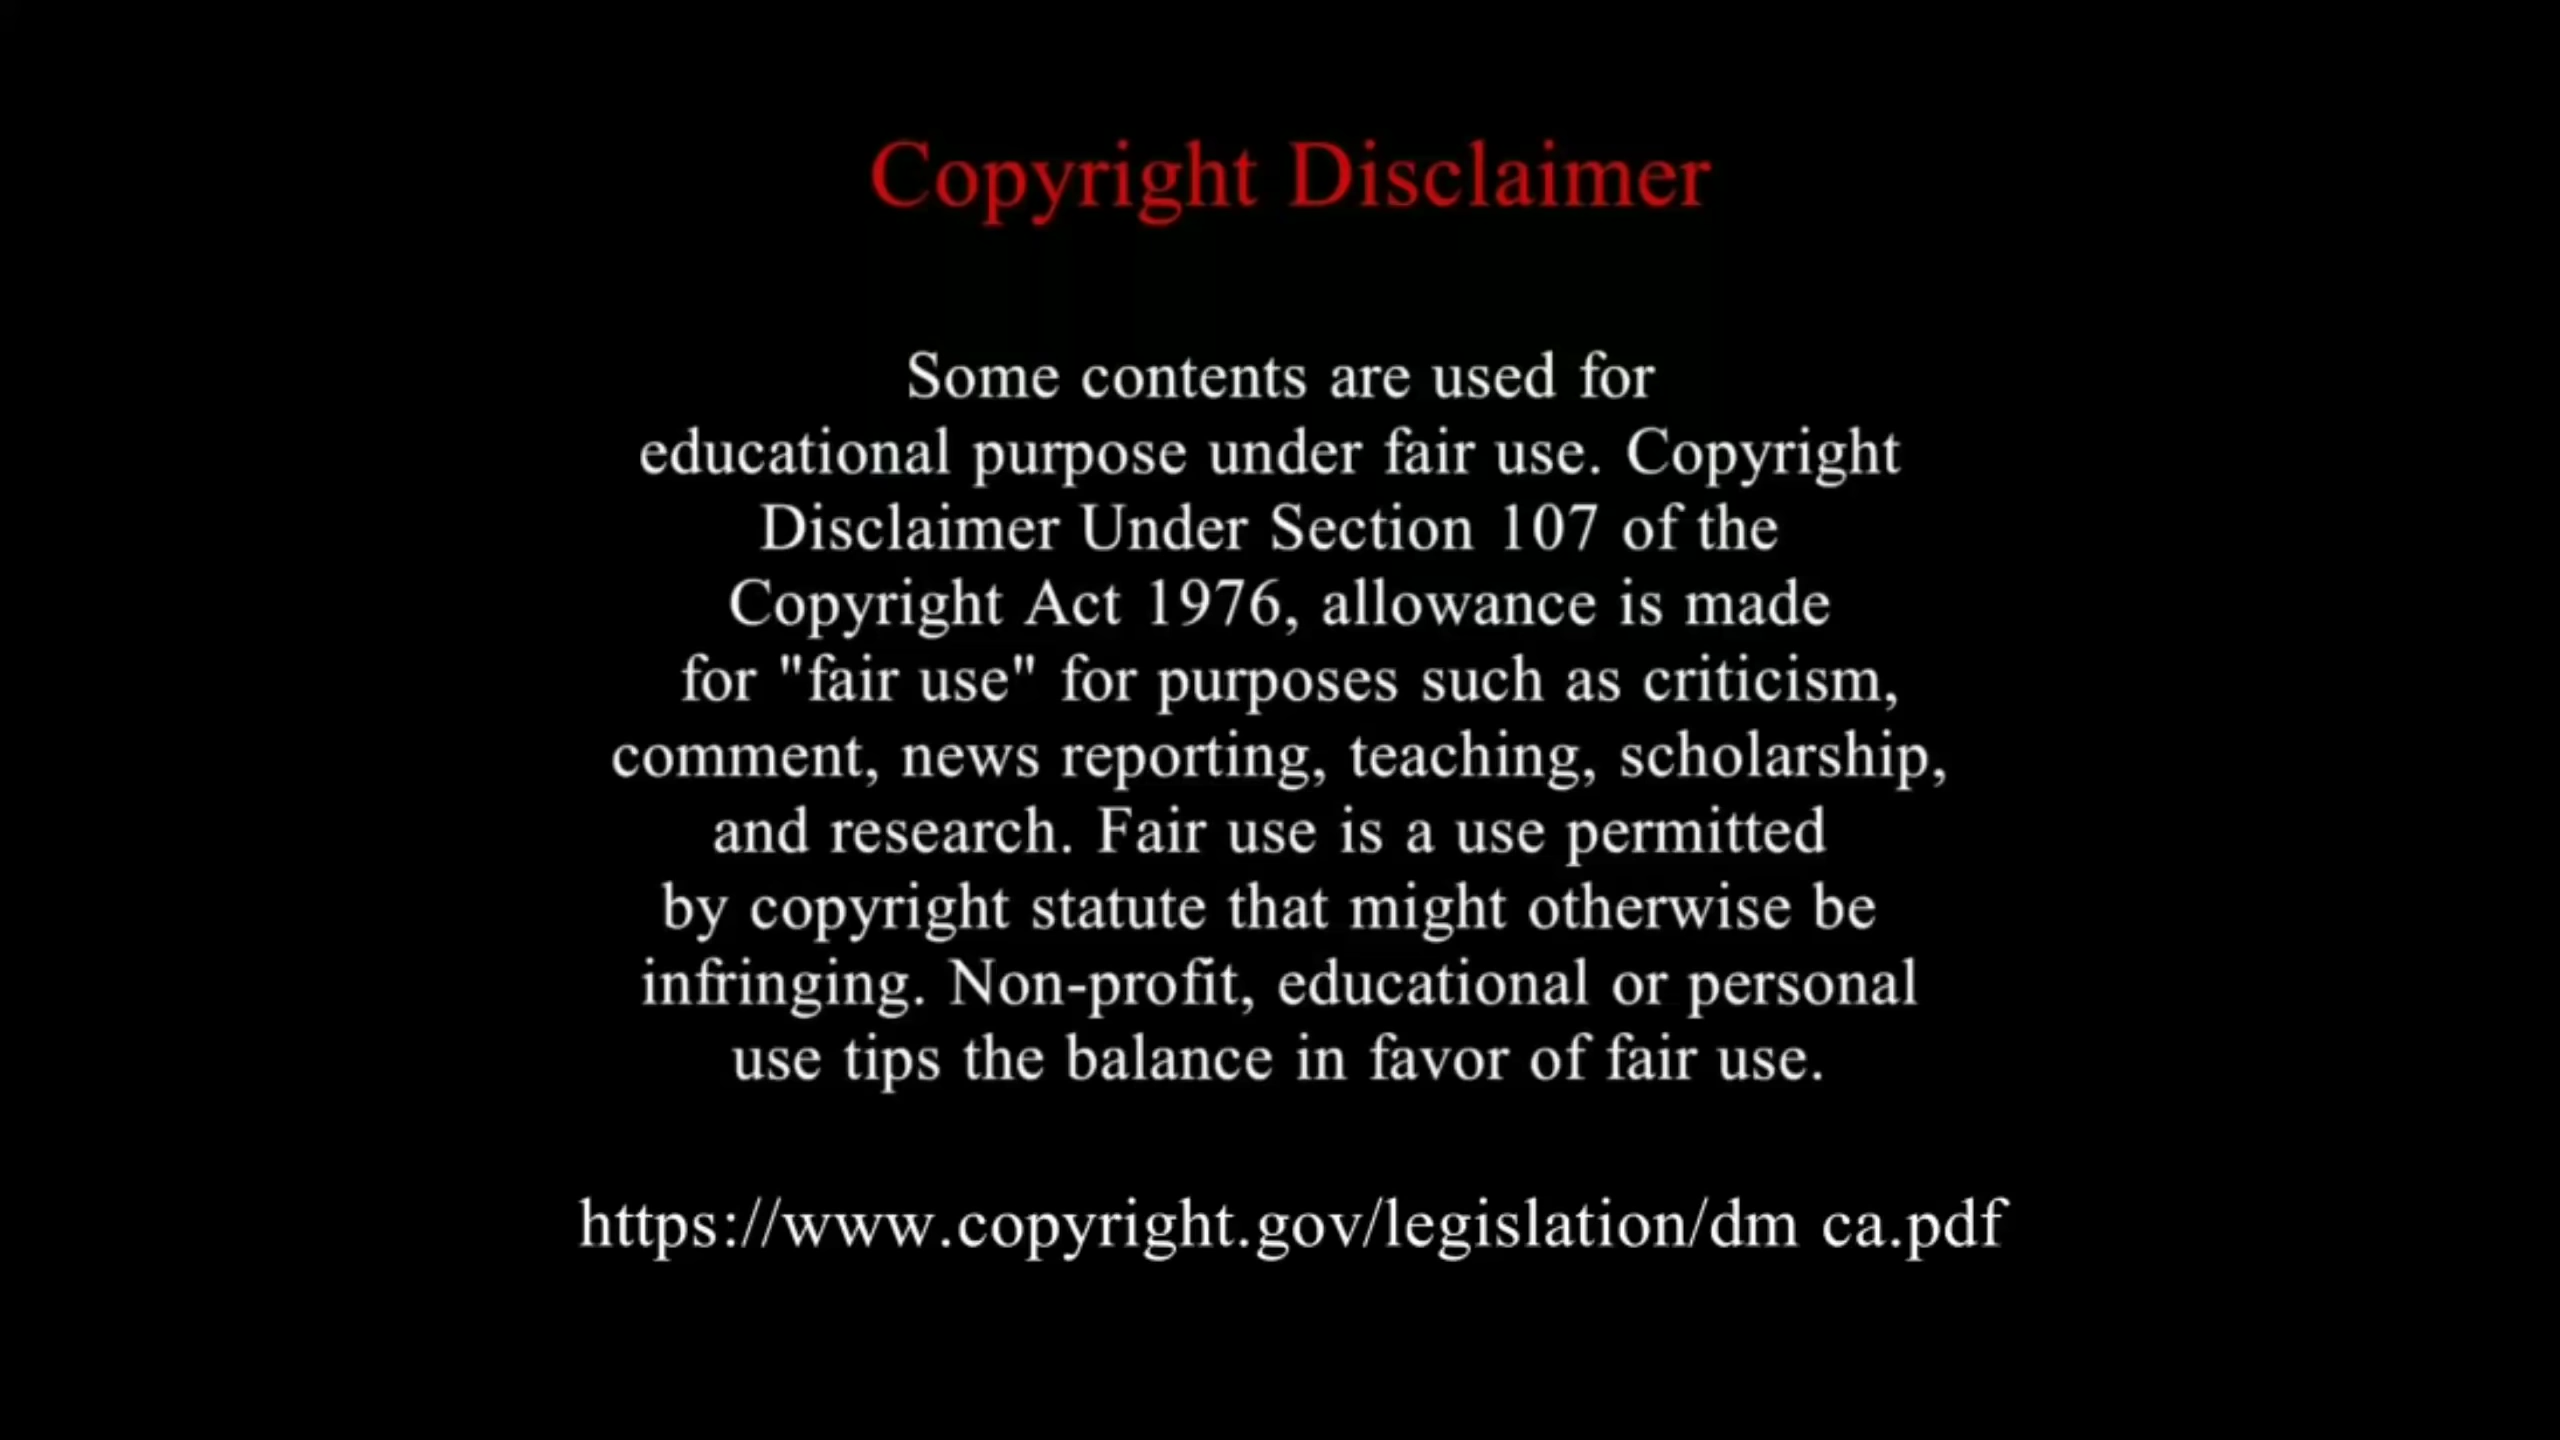 Copyright Disclaimer
Some contents are used for
educational purpose under fair use. Copyright
Disclaimer Under Section 107 of the
Copyright Act 1976, allowance is made
for "fair use" for purposes such as criticism,
comment, news reporting, teaching, scholarship,
and research. Fair use is a use permitted
by copyright statute that might otherwise be
infringing. Non-profit, educational or personal
use tips the balance in favor of fair use.
https://www.copyright.gov/legislation/dm ca.pdf